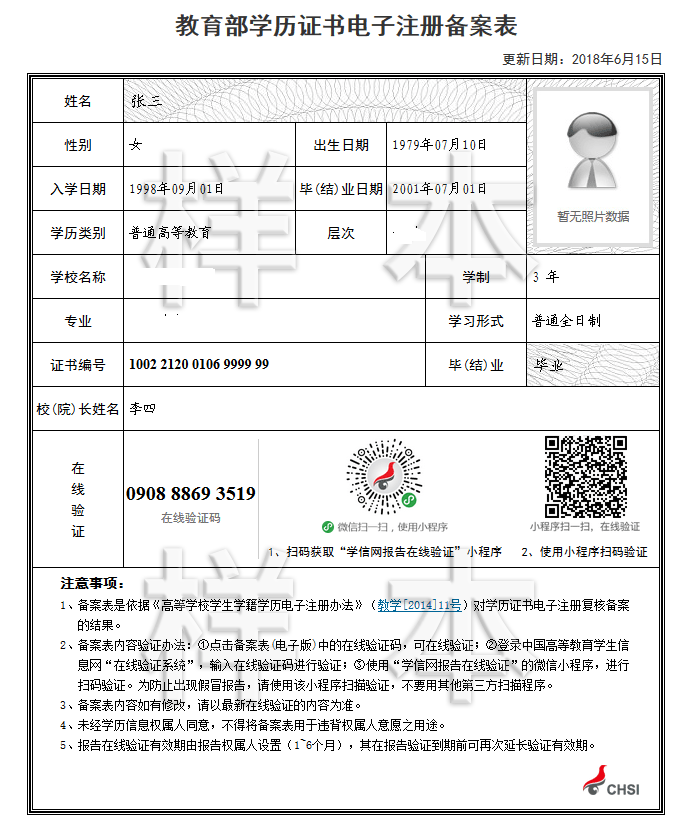 教育部学历证书电子注册备案表
更新日期：2018年6月15日
姓名 张三
性别 女 出生日期 1979年07月10日
入学日期 1998年09月01日 毕(结)业日期 2001年07月01日
暂无照片数据
学历类别 普通高等教育 层次
学校名称 学制 3 年
专业 学习形式 普通全日制
证书编号 1002 2120 0106 9999 99 毕(结)业 毕业
校(院)长姓名 李四
样本
在线验证
0908 8869 3519
在线验证码
微信扫一扫，使用小程序
1、扫码获取“学信网报告在线验证”小程序
小程序扫一扫，在线验证
2、使用小程序扫码验证
样本
注意事项：
1、备案表是依据《高等学校学生学籍学历电子注册办法》（教学[2014]11号）对学历证书电子注册复核备案
的结果。
2、备案表内容验证办法：①点击备案表(电子版)中的在线验证码，可在线验证；②登录中国高等教育学生信
息网“在线验证系统”，输入在线验证码进行验证；③使用“学信网报告在线验证”的微信小程序，进行
扫码验证。为防止出现假冒报告，请使用该小程序扫描验证，不要用其他第三方扫描程序。
3、备案表内容如有修改，请以最新在线验证的内容为准。
4、未经学历信息权属人同意，不得将备案表用于违背权属人意愿之用途。
5、报告在线验证有效期由报告权属人设置（1~6个月），其在报告验证到期前可再次延长验证有效期。
CHSI